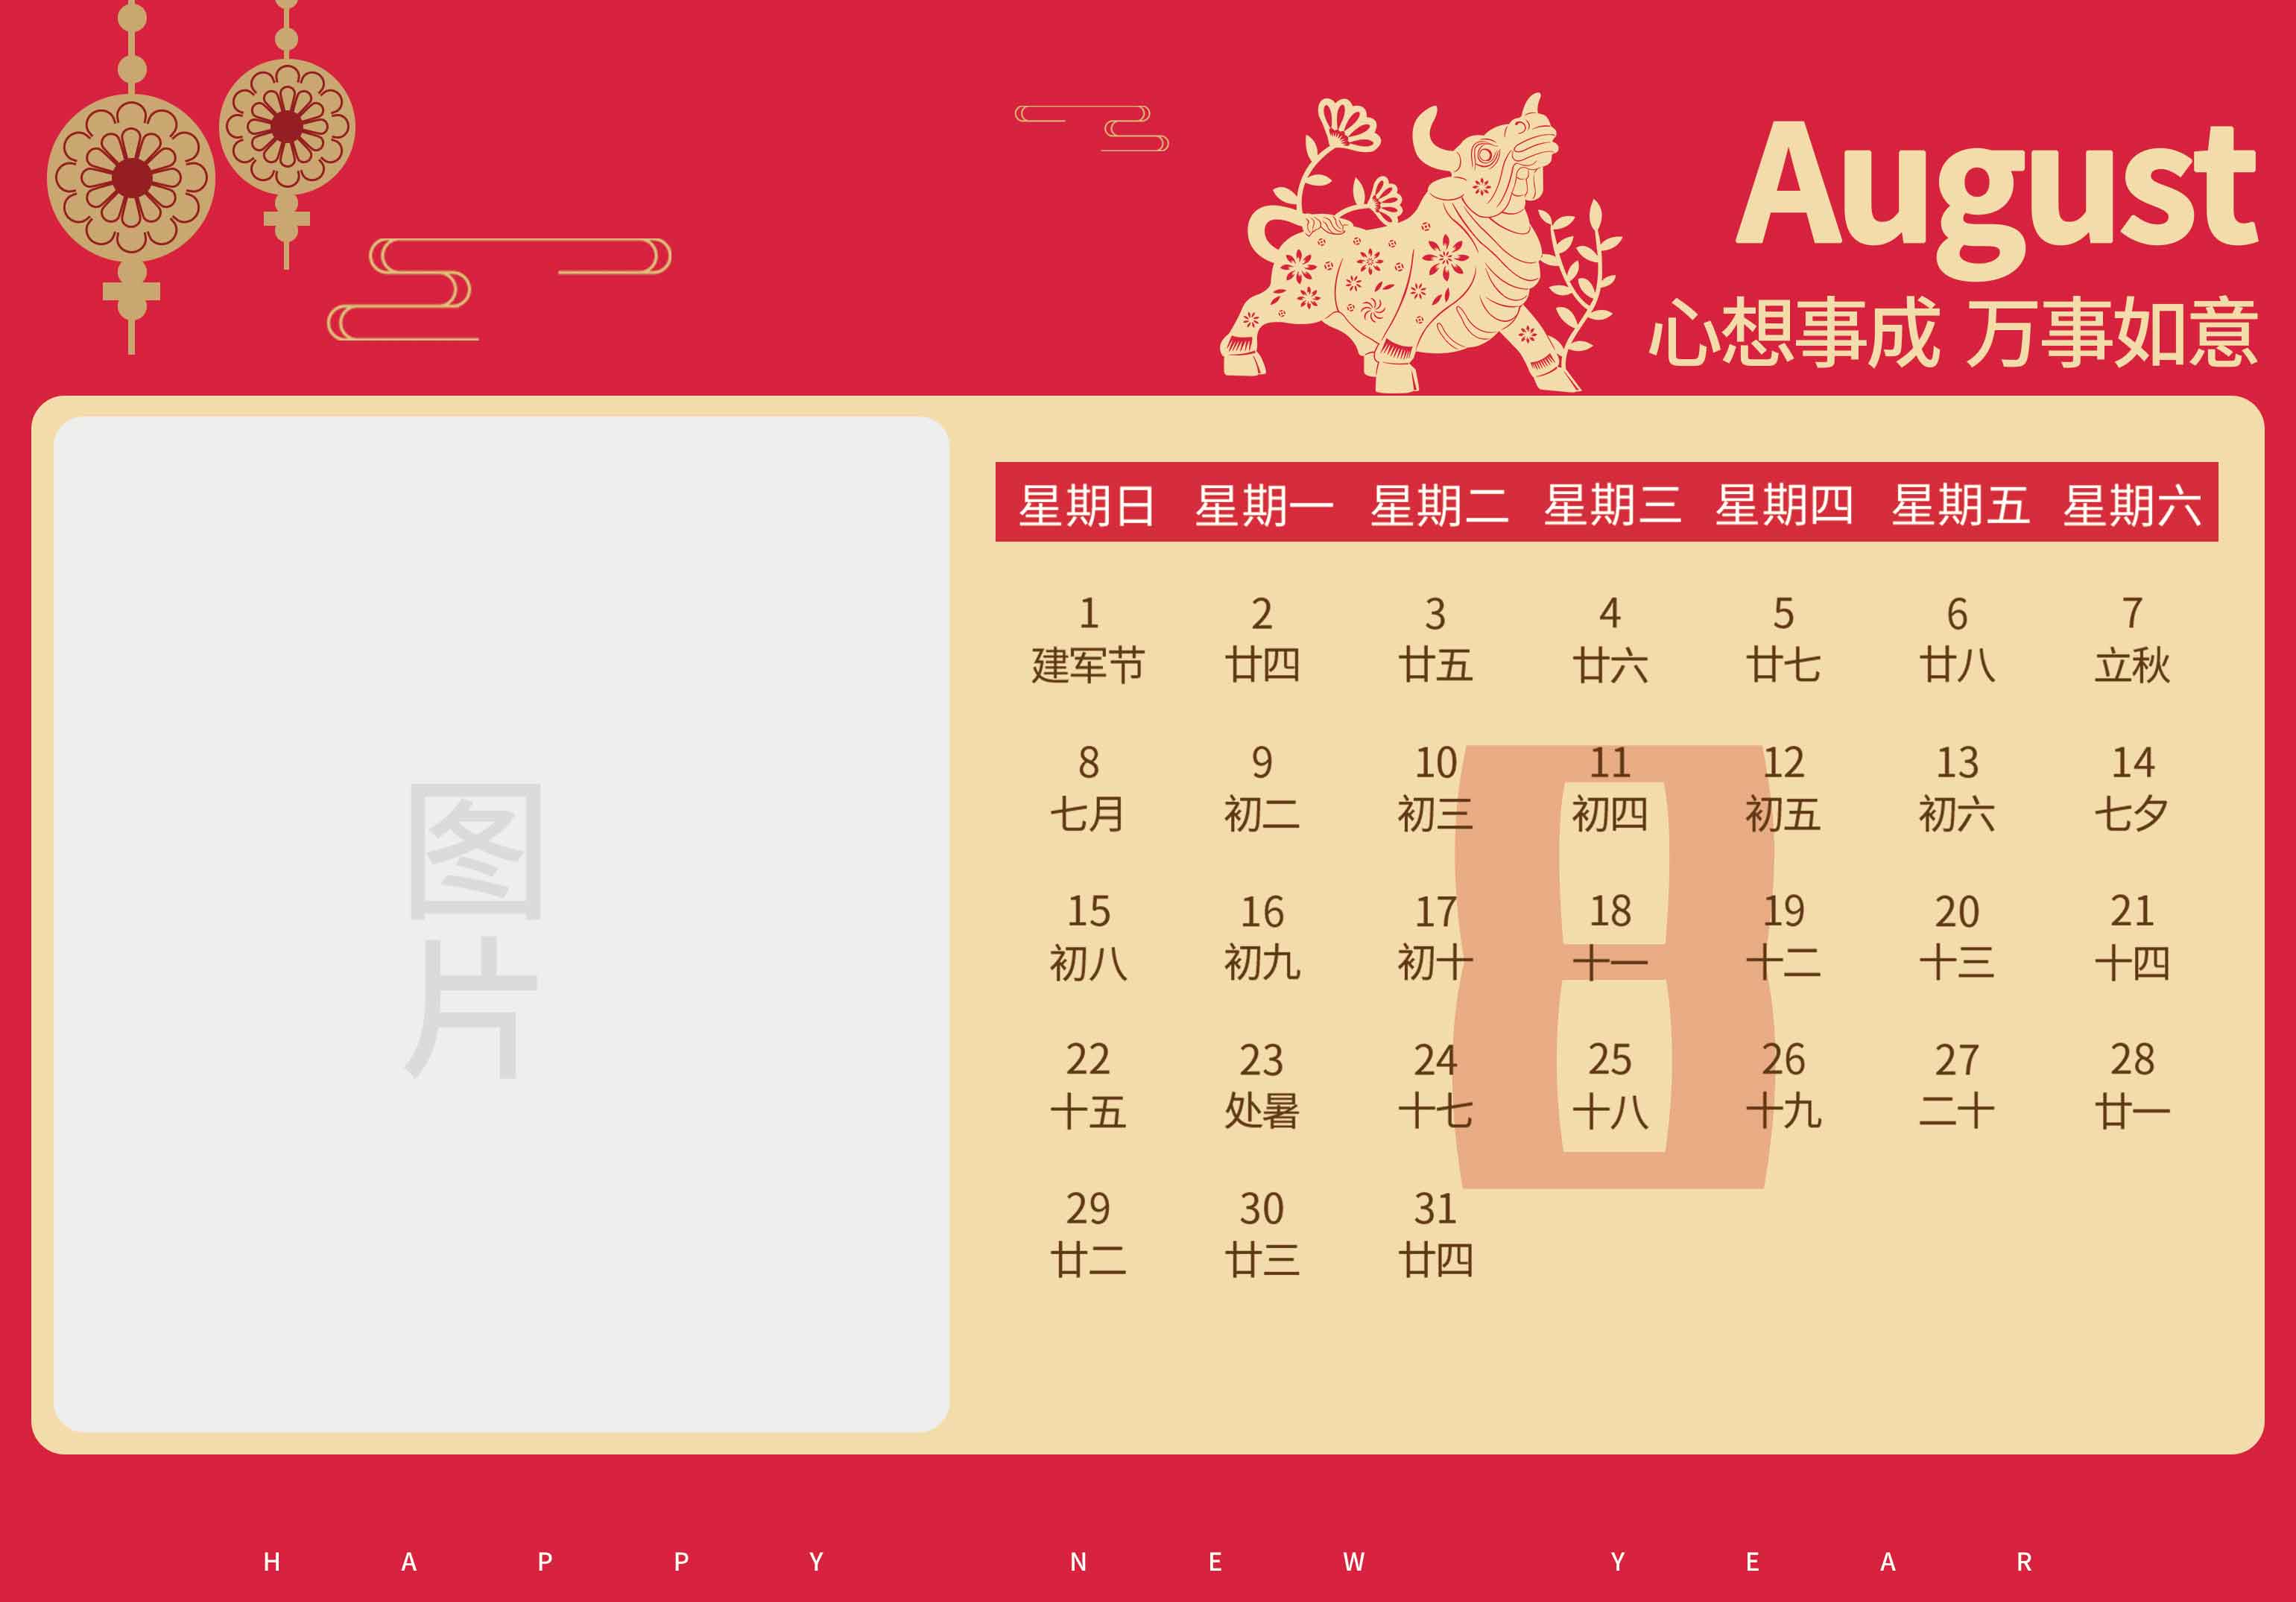 August
心想事成 万事如意
图
片
星期日 星期一 星期二 星期三 星期四 星期五 星期六
1 2 3 4 5 6 7
建军节 廿四 廿五 廿六 廿七 廿八 立秋
8 9 10 11 12 13 14
七月 初二 初三 初四 初五 初六 七夕
15 16 17 18 19 20 21
初八 初九 初十 十一 十二 十三 十四
22 23 24 25 26 27 28
十五 处暑 十七 十八 十九 二十 廿一
29 30 31
廿二 廿三 廿四
8
HAPPY NEW YEAR